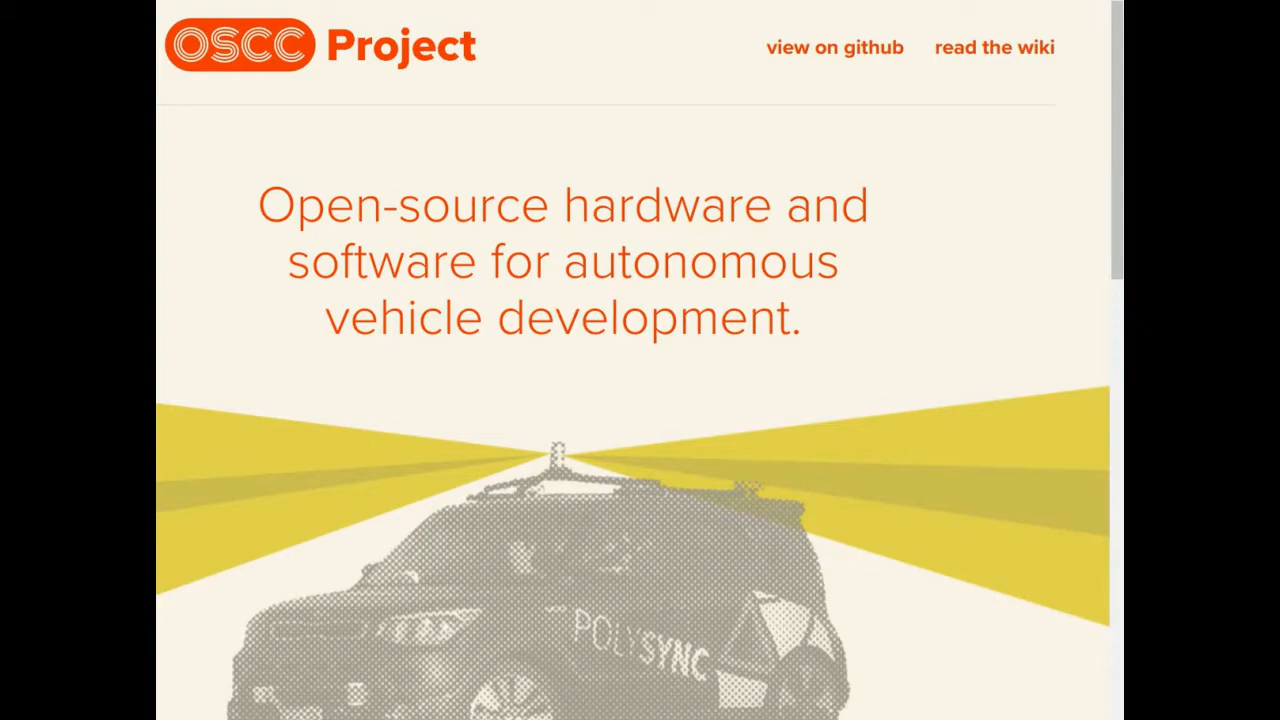 OSCC Project
view on github
read the wiki
Open-source hardware and
software for autonomous
vehicle development.
POLYSYNC